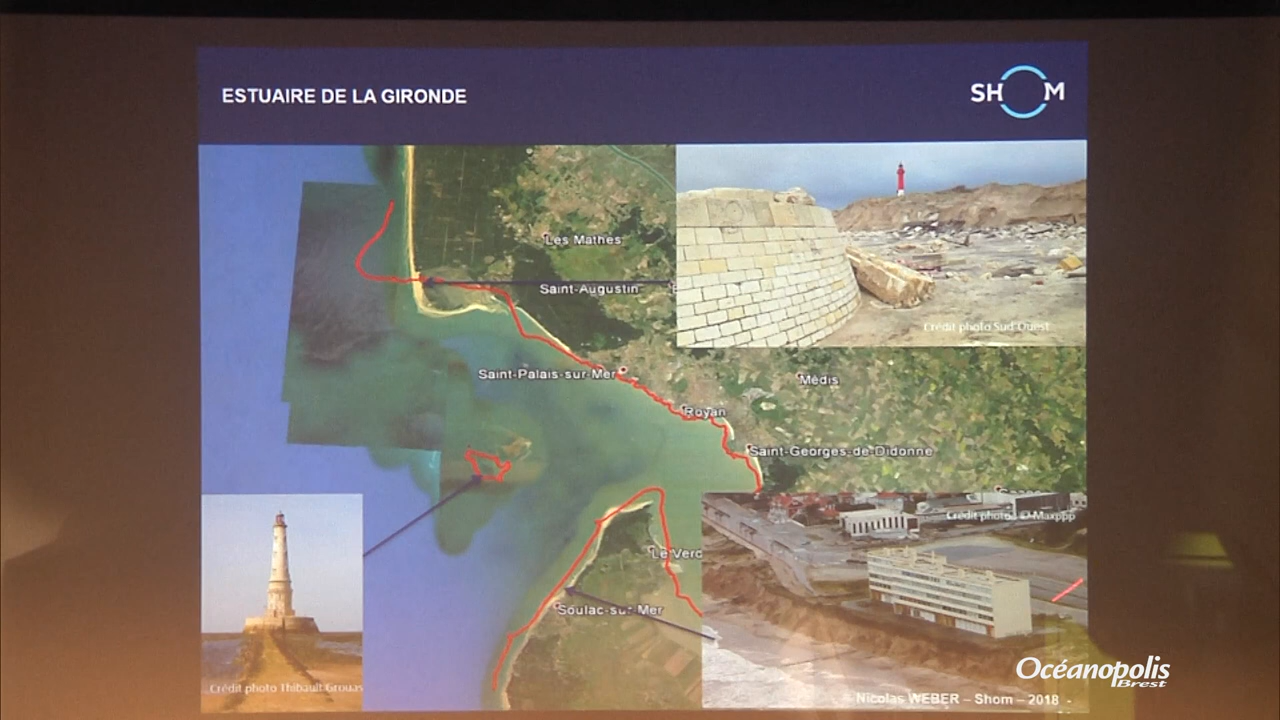 ESTUAIRE DE LA GIRONDE
SHOM
Les Mathes
Saint-Augustin
Crédit photo Sud Ouest
Saint-Palais-sur-Mer
Médis
Royan
Saint-Georges-de-Didonne
Crédit photo © Maxppp
Le Verd
Soulac-sur-Mer
Crédit photo Thibault Grouas
Océanopolis
Brest
Nicolas WEBER – Shom – 2018 -